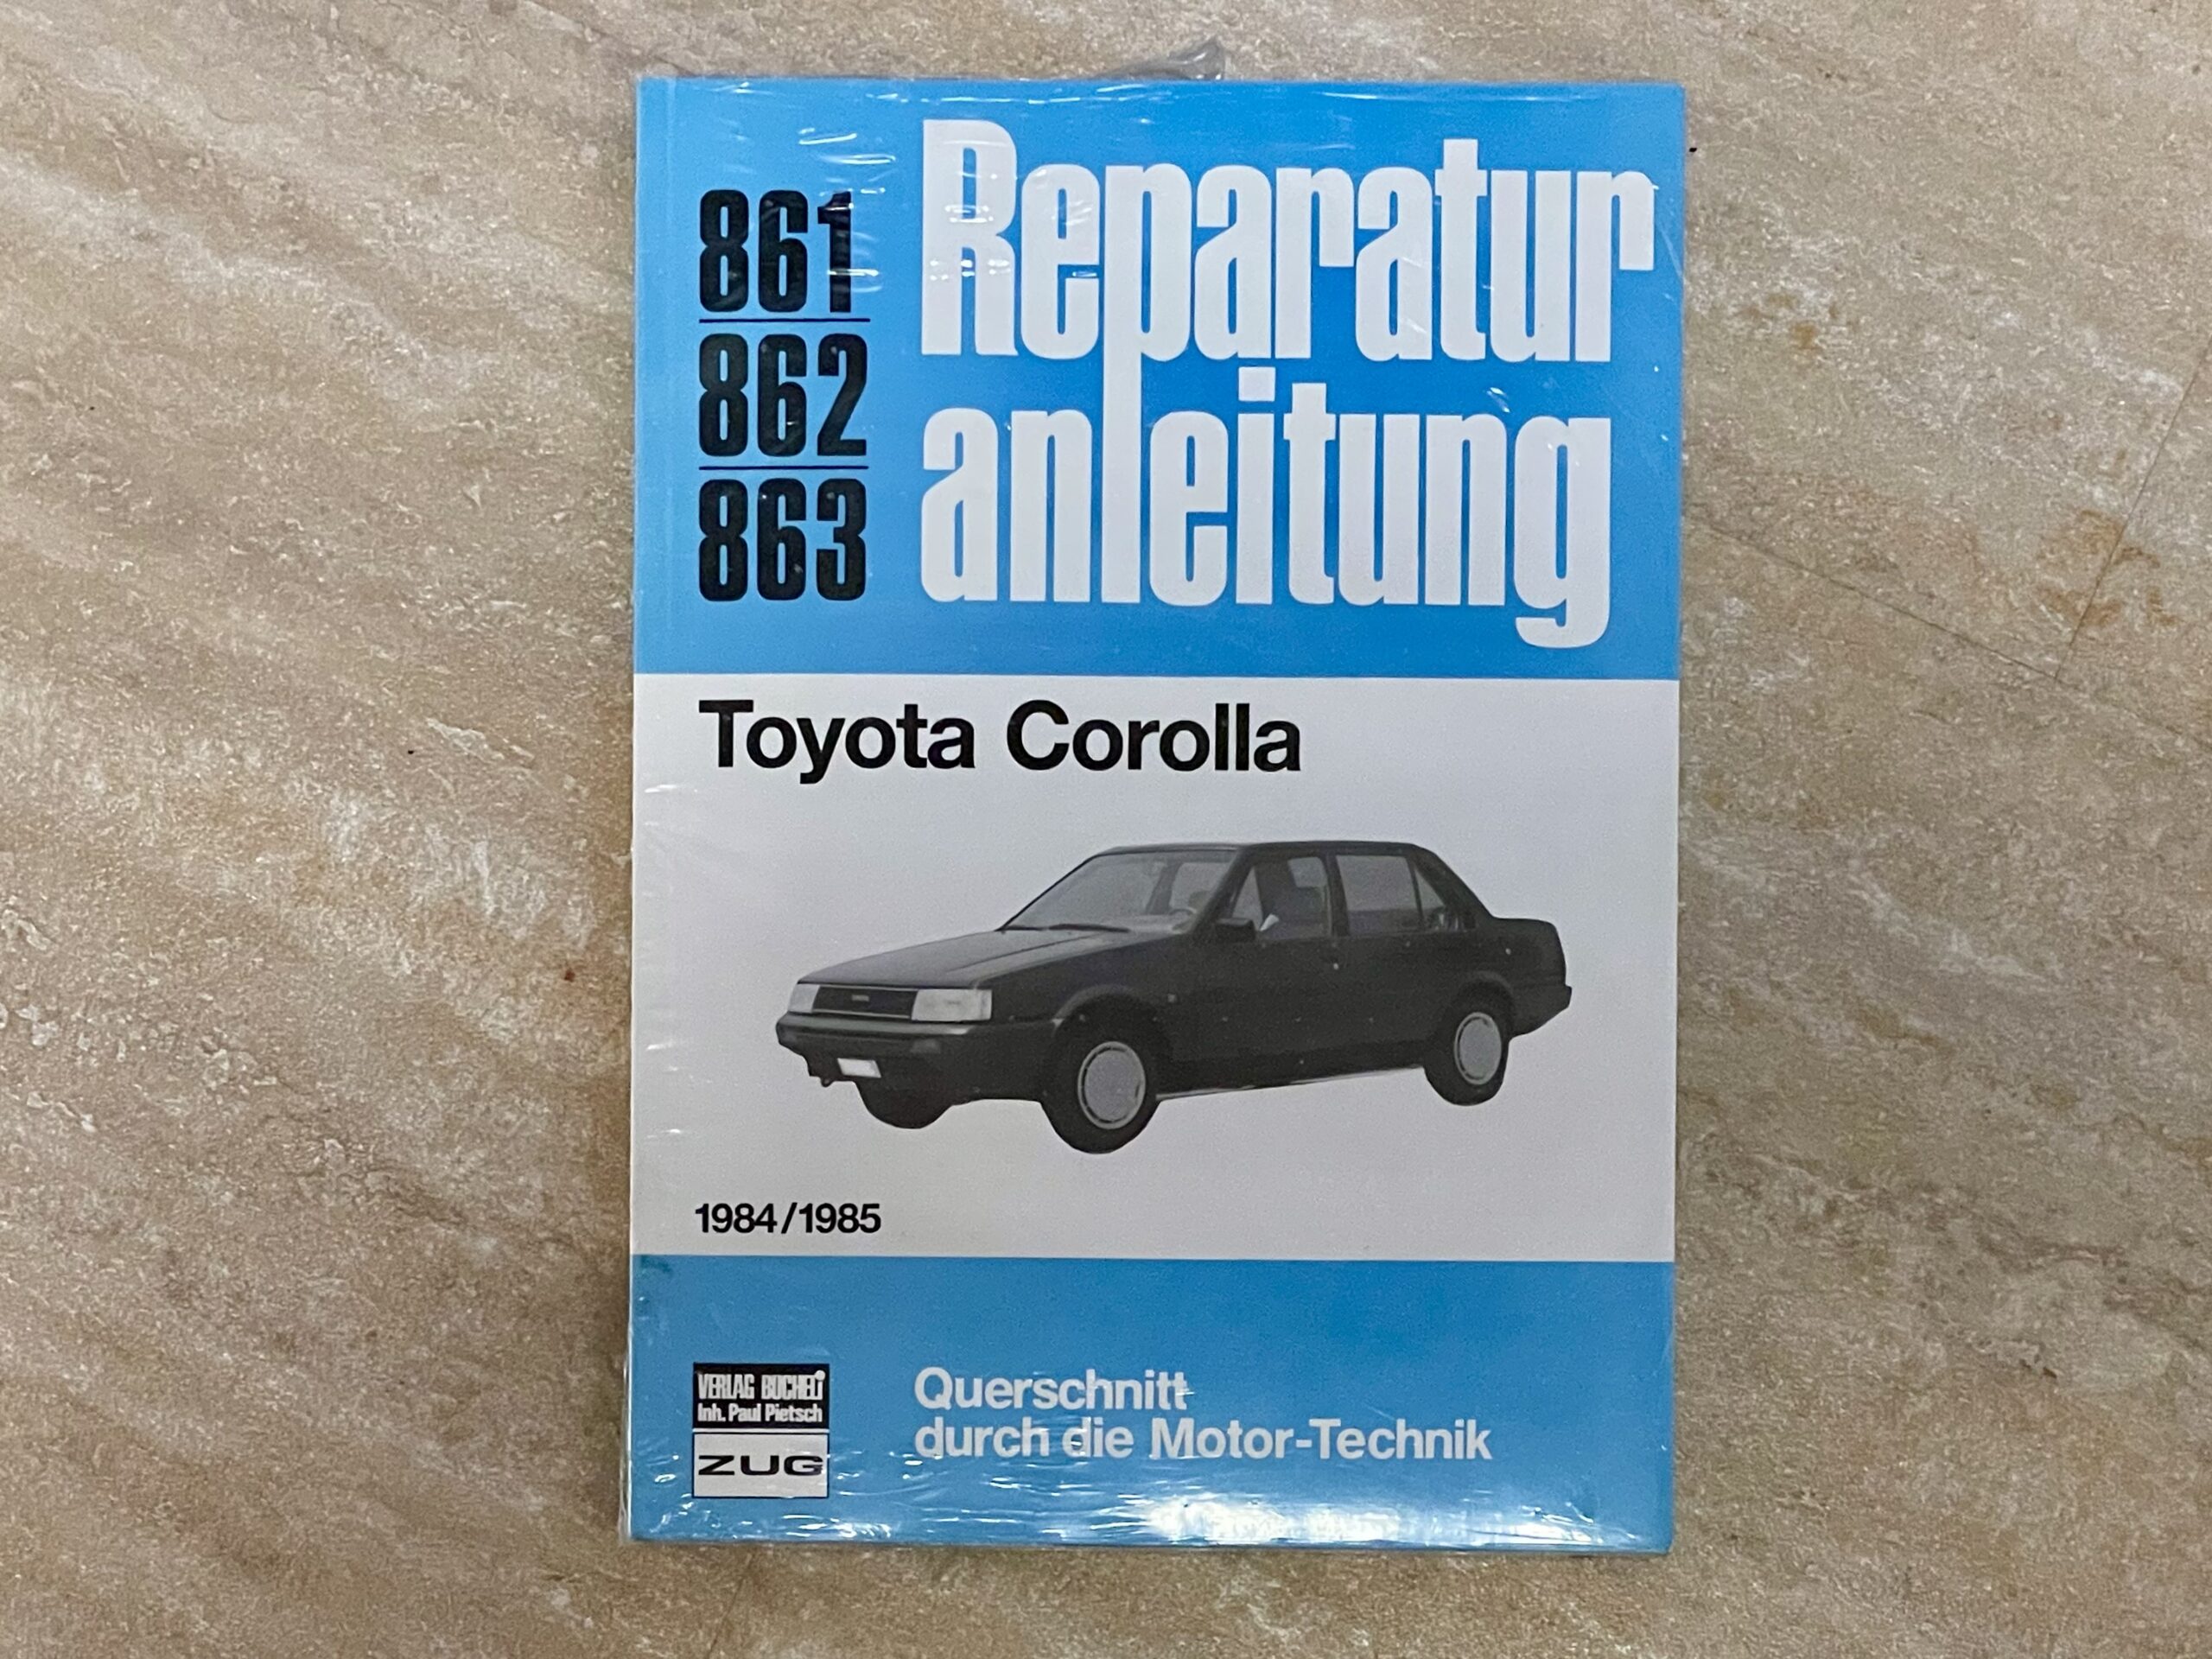 861
862
863
Reparatur
anleitung
Toyota Corolla
1984/1985
VERLAG BUCHELI
Inh. Paul Pietsch
ZUG
Querschnitt
durch die Motor-Technik